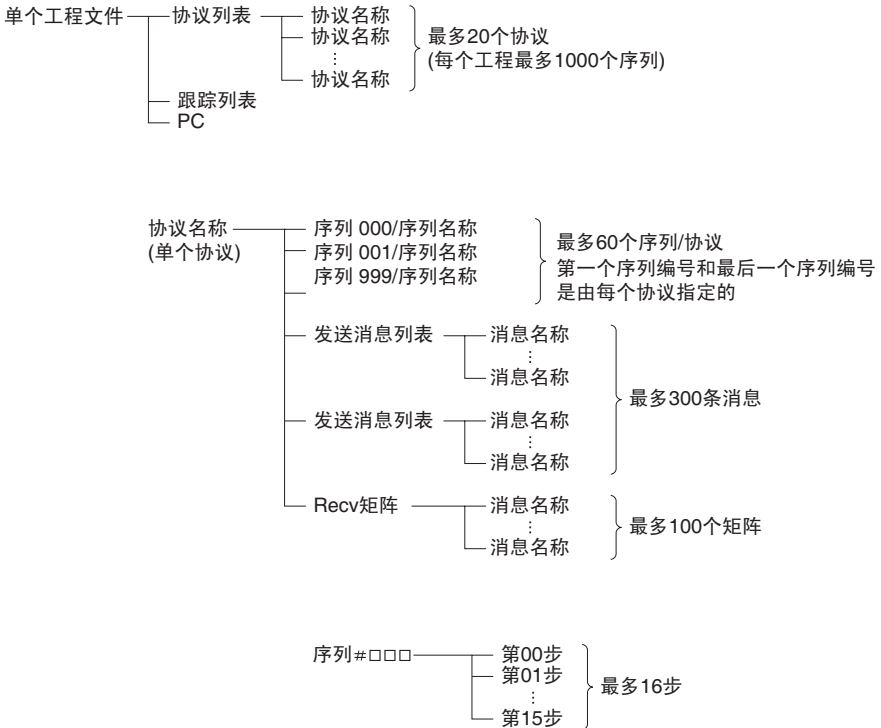 单个工程文件 协议列表 协议名称
协议名称
⋮
协议名称
最多20个协议
(每个工程最多1000个序列)
跟踪列表
PC
协议名称
(单个协议)
序列 000/序列名称
序列 001/序列名称
序列 999/序列名称
最多60个序列/协议
第一个序列编号和最后一个序列编号
是由每个协议指定的
发送消息列表 消息名称
⋮
消息名称
发送消息列表 消息名称
⋮
消息名称
最多300条消息
Recv矩阵 消息名称
⋮
消息名称
最多100个矩阵
序列#□□□ 第00步
第01步
⋮
第15步
最多16步